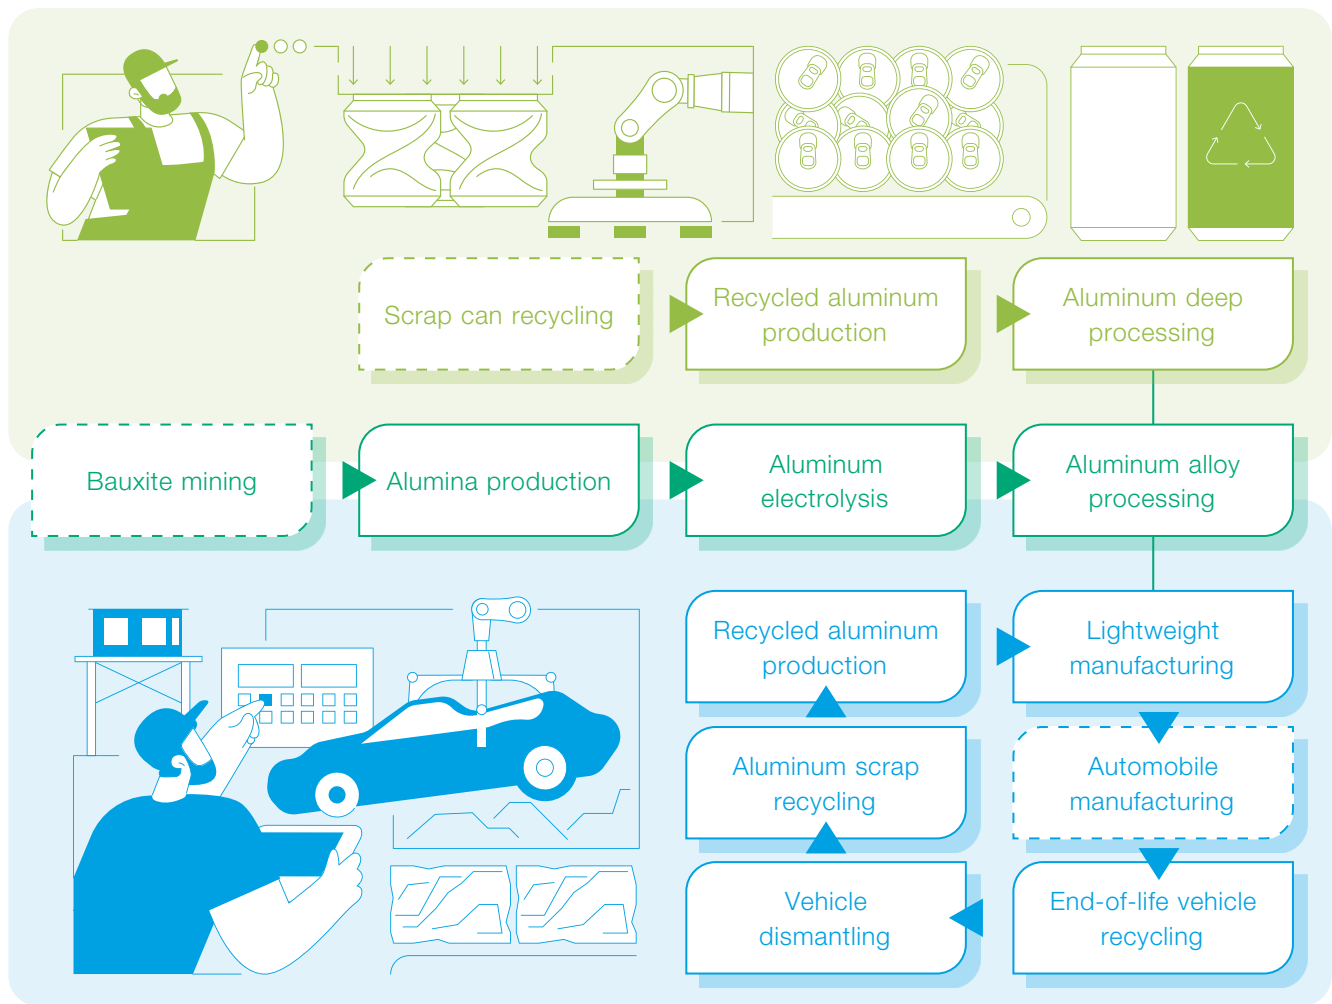 Scrap can recycling
Recycled aluminum
production
Aluminum deep
processing
Bauxite mining
Alumina production
Aluminum
electrolysis
Aluminum alloy
processing
Recycled aluminum
production
Lightweight
manufacturing
Aluminum scrap
recycling
Automobile
manufacturing
Vehicle
dismantling
End-of-life vehicle
recycling